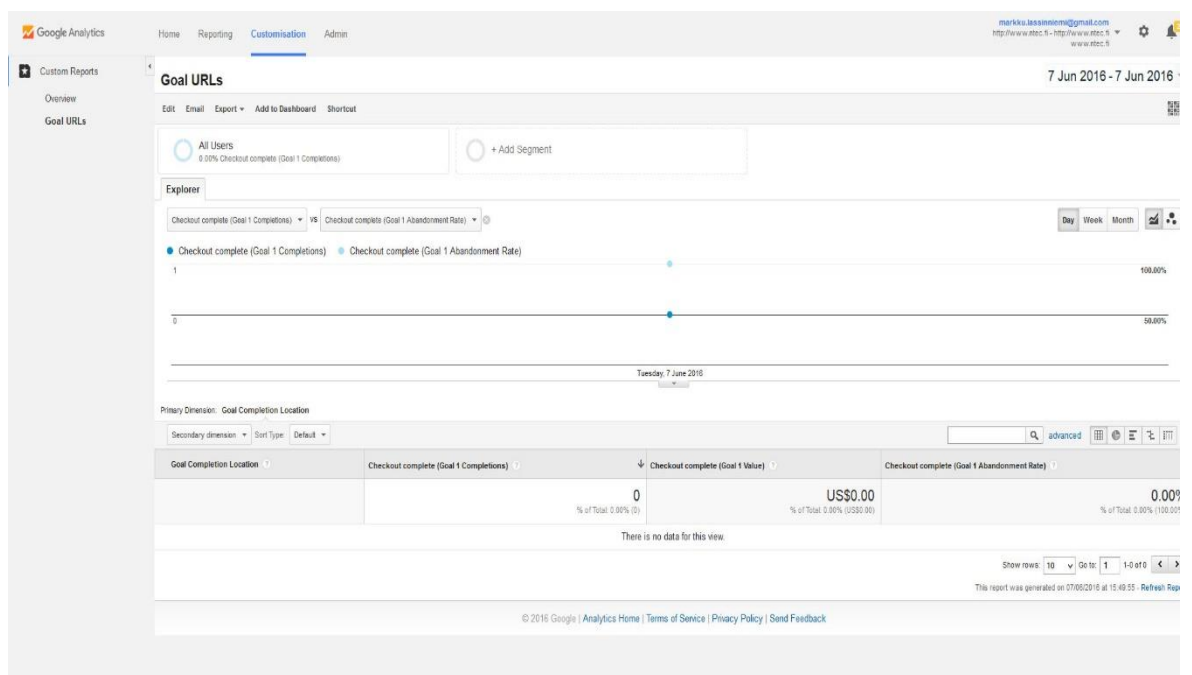 Google Analytics
Home Reporting Customisation Admin
markku.lassinniemi@gmail.com
http://www.ntec.fi - http://www.ntec.fi
www.ntec.fi
Custom Reports
Overview
Goal URLs
Goal URLs
7 Jun 2016 - 7 Jun 2016
Edit Email Export Add to Dashboard Shortcut
All Users
0.00% Checkout complete (Goal 1 Completions)
+ Add Segment
Explorer
Checkout complete (Goal 1 Completions) VS Checkout complete (Goal 1 Abandonment Rate)
Day Week Month
Checkout complete (Goal 1 Completions) Checkout complete (Goal 1 Abandonment Rate)
1 100.00%
0 50.00%
Tuesday, 7 June 2016
Primary Dimension: Goal Completion Location
Secondary dimension Sort Type: Default
advanced
Goal Completion Location ? Checkout complete (Goal 1 Completions) ? Checkout complete (Goal 1 Value) ? Checkout complete (Goal 1 Abandonment Rate) ?
0 US$0.00 0.00%
% of Total: 0.00% (0) % of Total: 0.00% (US$0.00) % of Total: 0.00% (100.00%
There is no data for this view.
Show rows: 10 Go to: 1 1-0 of 0
This report was generated on 07/06/2016 at 15:49:55 - Refresh Repo
© 2016 Google | Analytics Home | Terms of Service | Privacy Policy | Send Feedback